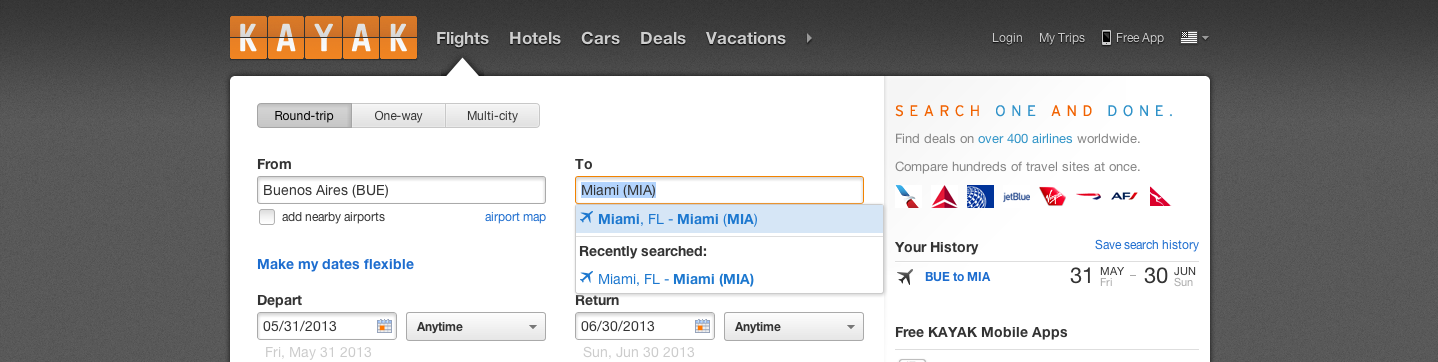 KAYAK Flights Hotels Cars Deals Vacations Login My Trips Free App
Round-trip One-way Multi-city
From To
Buenos Aires (BUE) Miami (MIA)
add nearby airports airport map
Miami, FL - Miami (MIA)
Recently searched:
Miami, FL - Miami (MIA)
Make my dates flexible
Depart Return
05/31/2013 Anytime 06/30/2013 Anytime
Fri, May 31 2013 Sun, Jun 30 2013
SEARCH ONE AND DONE.
Find deals on over 400 airlines worldwide.
Compare hundreds of travel sites at once.
jetBlue AF
Your History Save search history
BUE to MIA 31 MAY Fri – 30 JUN Sun
Free KAYAK Mobile Apps